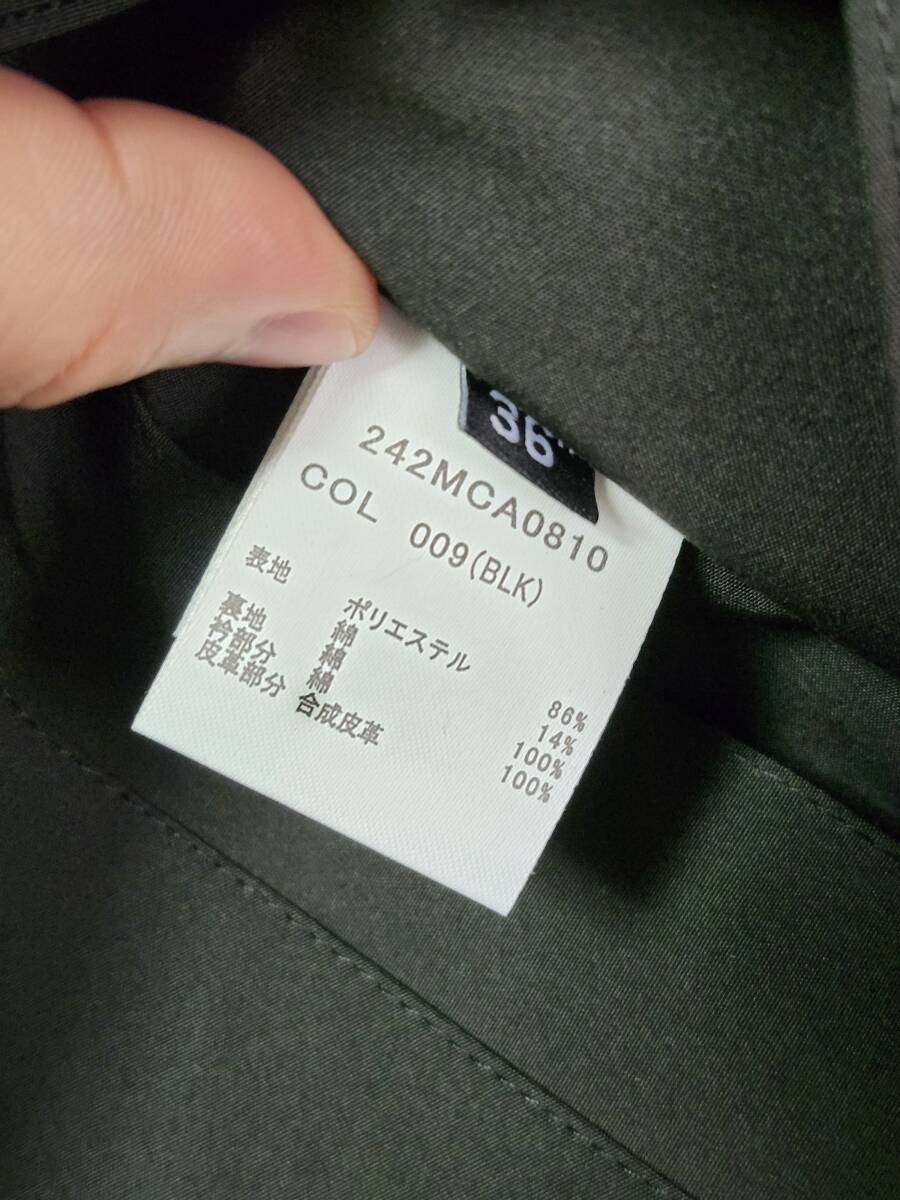 36
242MCA0810
COL 009(BLK)
表地 ポリエステル 86%
綿 14%
裏地 綿 100%
衿部分 綿 100%
皮革部分 合成皮革